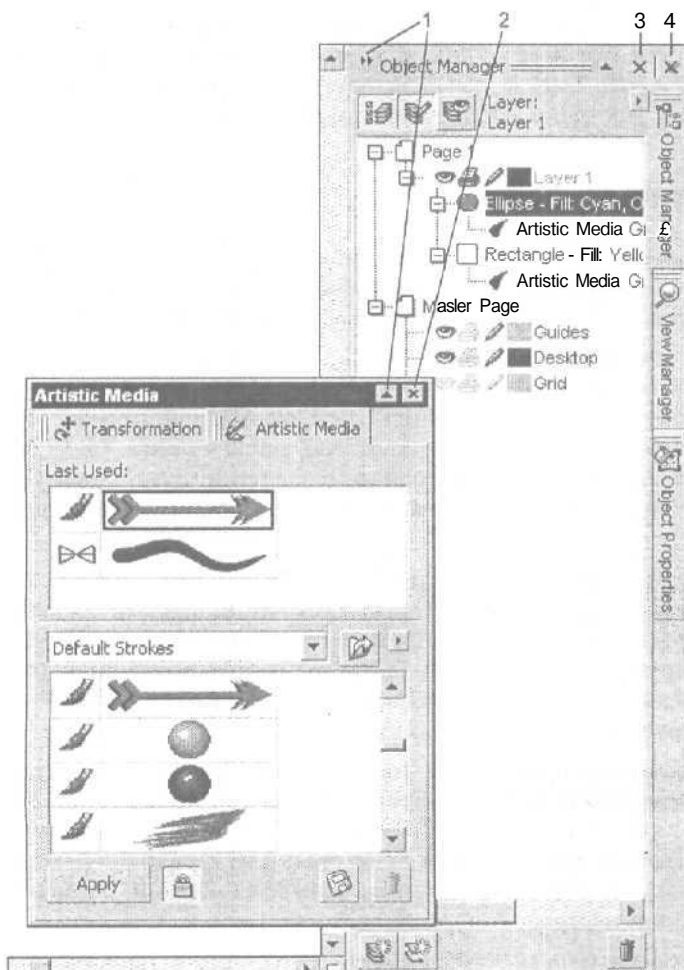 1
2
3
4
Object Manager
Layer:
Layer 1
Page 1
Layer 1
Ellipse - Fill: Cyan, O
Artistic Media Gr £
Rectangle - Fill: Yello
Artistic Media Gr
Masler Page
Guides
Desktop
Grid
Object Manager
View Manager
Object Properties
Artistic Media
Transformation
Artistic Media
Last Used:
Default Strokes
Apply